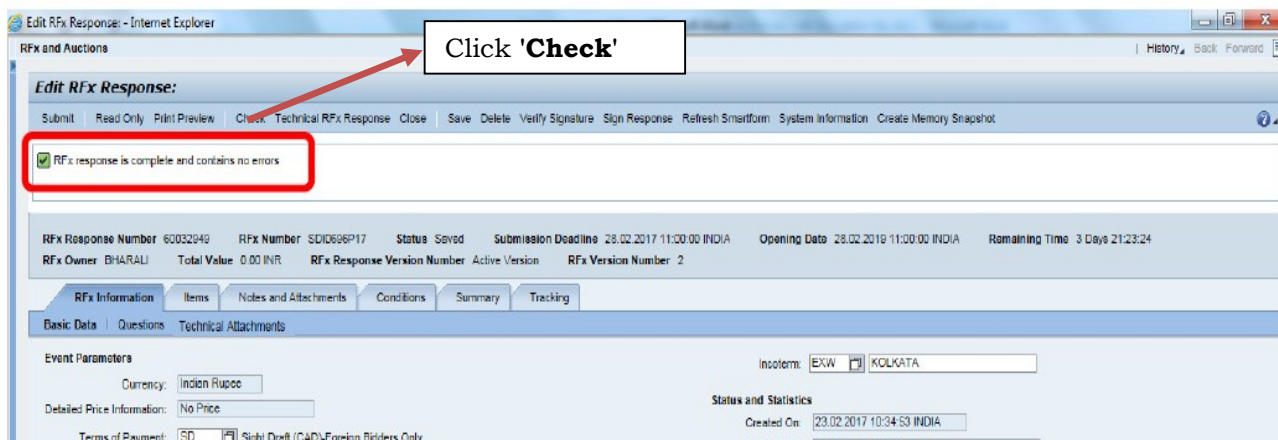 Edit RFx Response: - Internet Explorer
RFx and Auctions
History Back Forward
Click 'Check'
Edit RFx Response:
Submit Read Only Print Preview Check Technical RFx Response Close Save Delete Verify Signature Sign Response Refresh Smartform System Information Create Memory Snapshot
RFx response is complete and contains no errors
RFx Response Number 60032949 RFx Number SDID696P17 Status Saved Submission Deadline 28.02.2017 11:00:00 INDIA Opening Date 28.02.2019 11:00:00 INDIA Remaining Time 3 Days 21:23:24
RFx Owner BHARALI Total Value 0.00 INR RFx Response Version Number Active Version RFx Version Number 2
RFx Information Items Notes and Attachments Conditions Summary Tracking
Basic Data Questions Technical Attachments
Event Parameters
Incoterm: EXW KOLKATA
Currency: Indian Rupee
Status and Statistics
Detailed Price Information: No Price
Created On: 23.02.2017 10:34:53 INDIA
Terms of Payment: SD Sight Draft (CAD)-Foreign Bidders Only